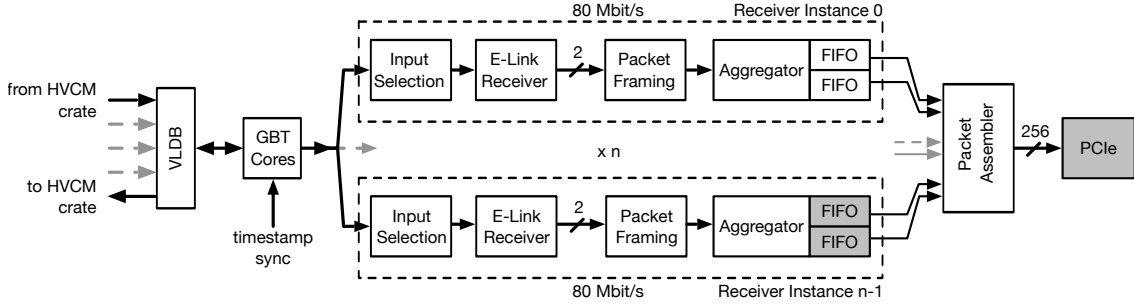 80 Mbit/s
Receiver Instance 0
from HVCM
crate
to HVCM
crate
VLDB
GBT
Cores
timestamp
sync
Input
Selection
E-Link
Receiver
2
Packet
Framing
Aggregator
FIFO
FIFO
x n
Input
Selection
E-Link
Receiver
2
Packet
Framing
Aggregator
FIFO
FIFO
80 Mbit/s
Receiver Instance n-1
Packet
Assembler
256
PCIe